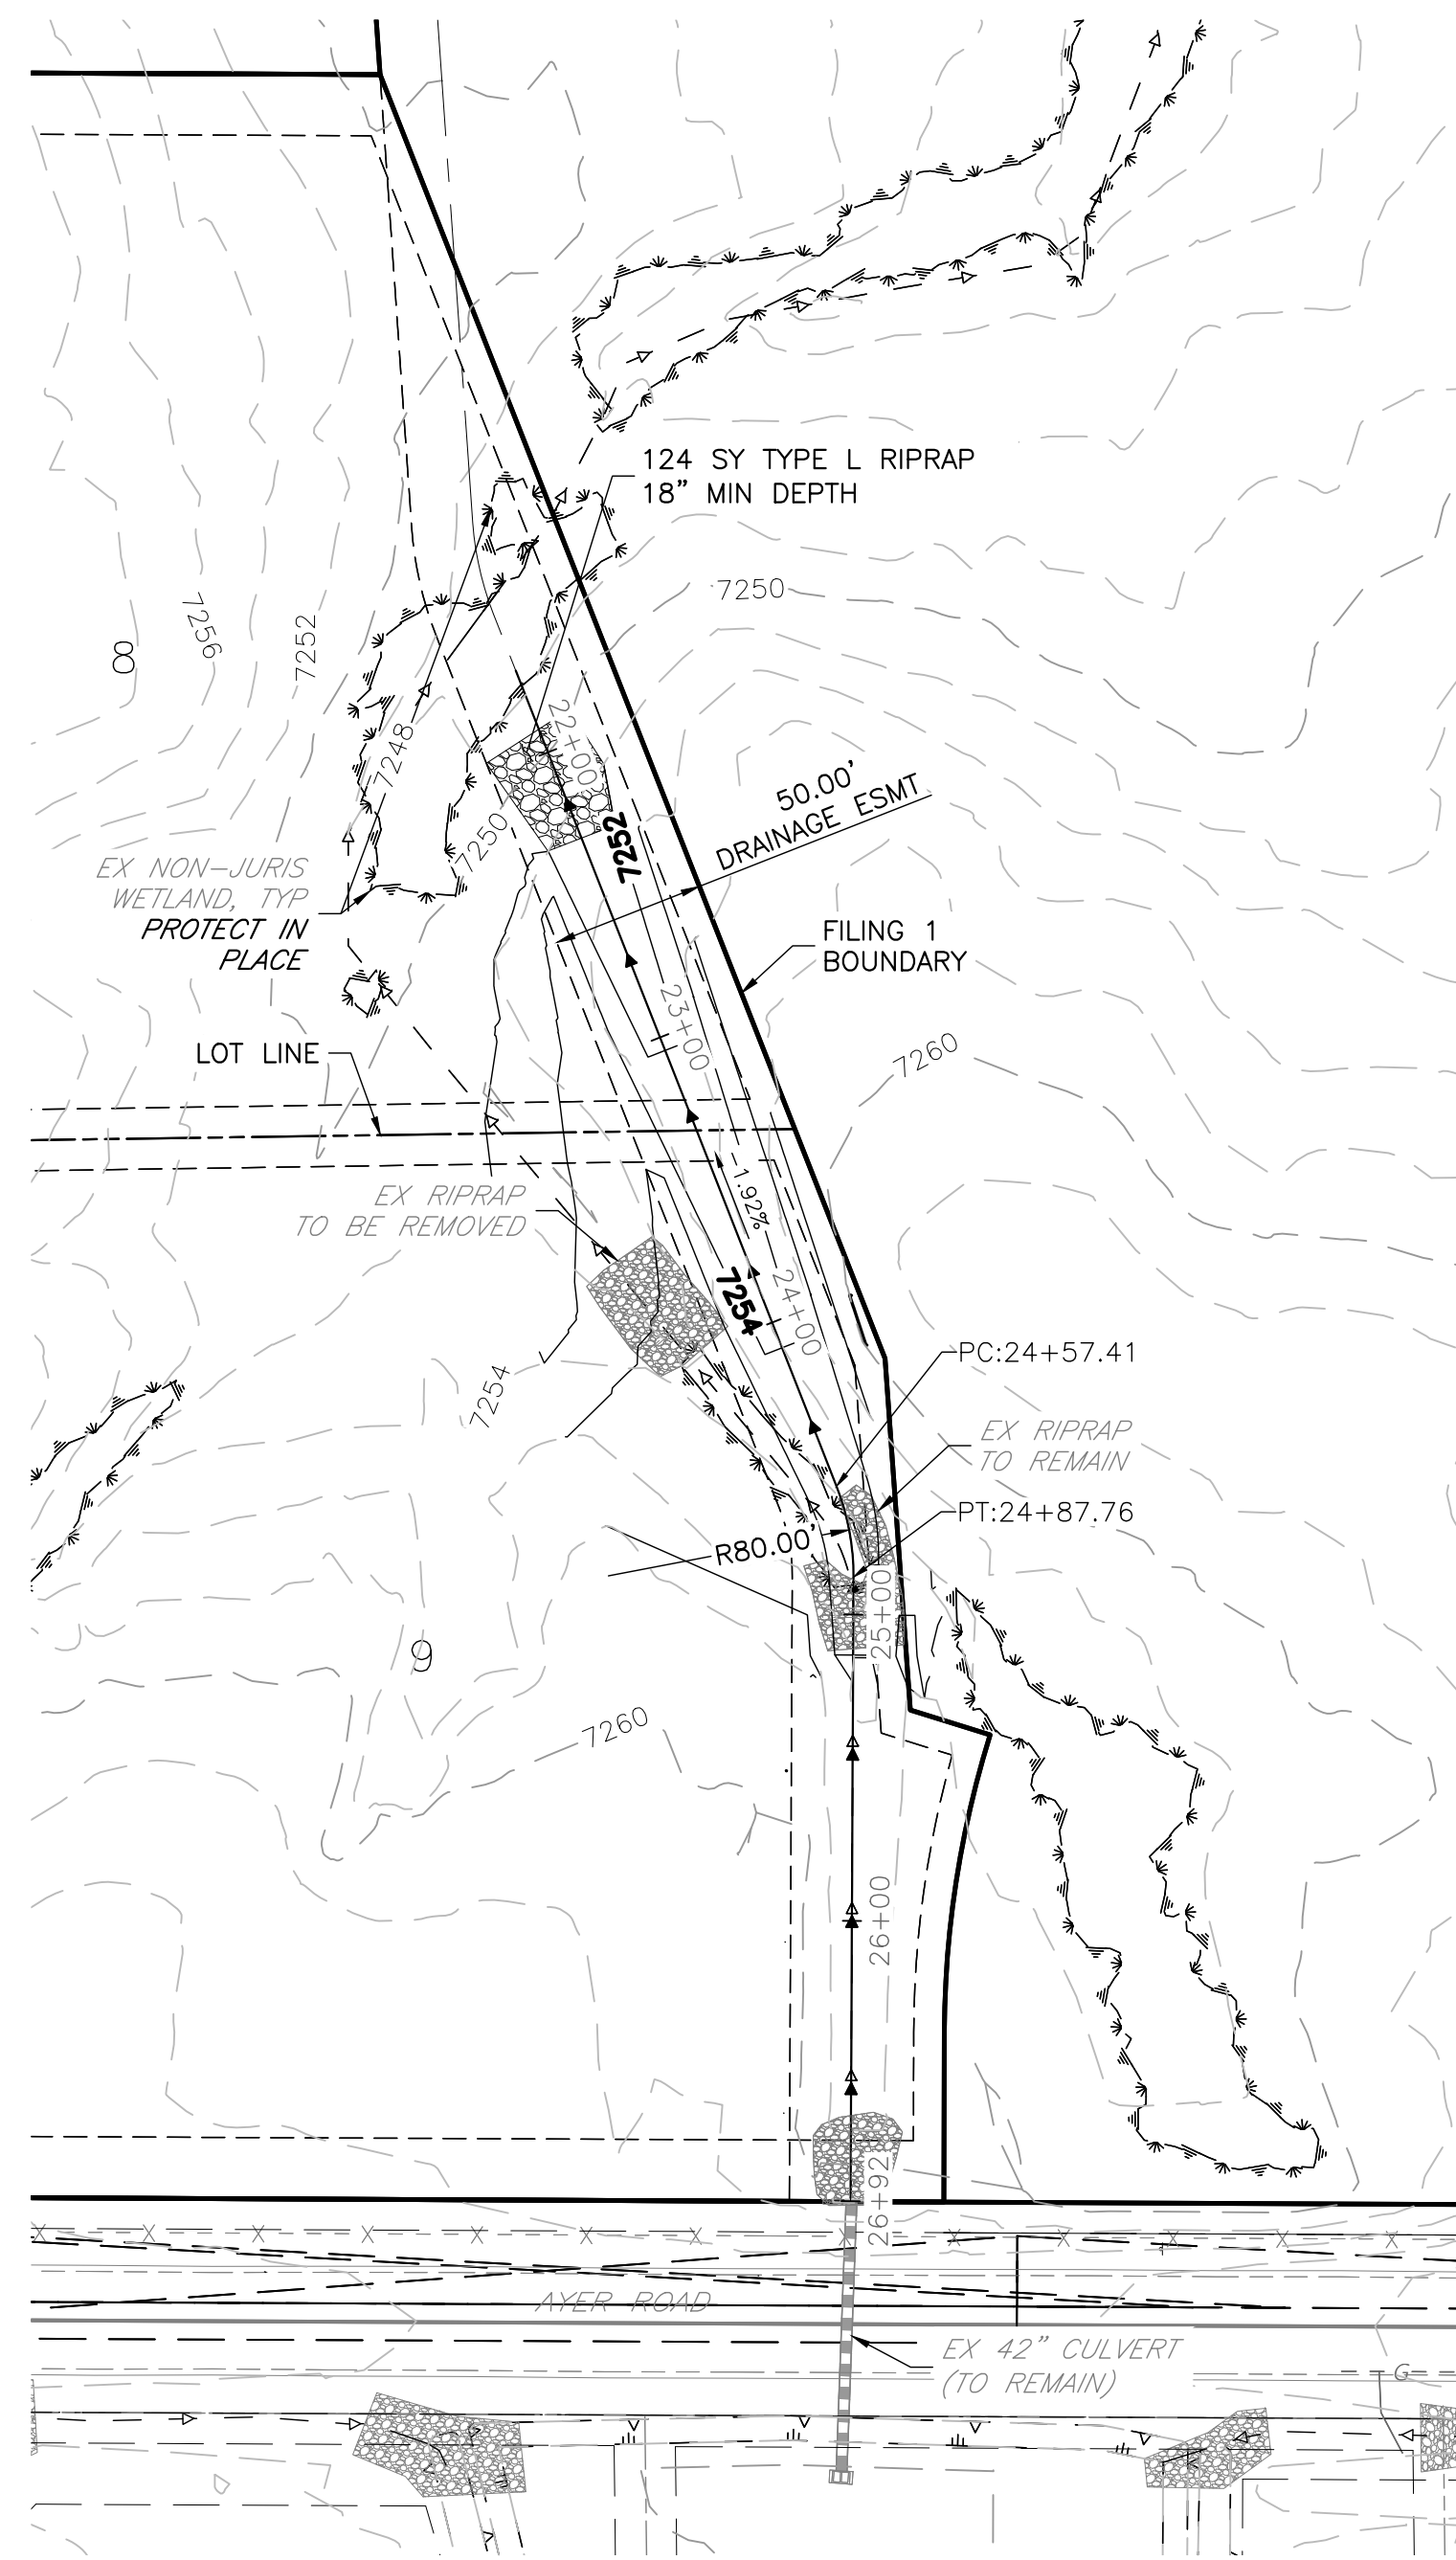 124 SY TYPE L RIPRAP
18" MIN DEPTH
7250
7256
7252
8
22+00
7248
50.00'
DRAINAGE ESMT
7252
7250
EX NON-JURIS
WETLAND, TYP
PROTECT IN
PLACE
FILING 1
BOUNDARY
23+00
LOT LINE
7260
1.92%
EX RIPRAP
TO BE REMOVED
7254
24+00
PC:24+57.41
7254
EX RIPRAP
TO REMAIN
PT:24+87.76
R80.00'
25+00
9
7260
26+00
26+92
X X X X X X X X X X X X X
AYER ROAD
EX 42" CULVERT
(TO REMAIN)
G